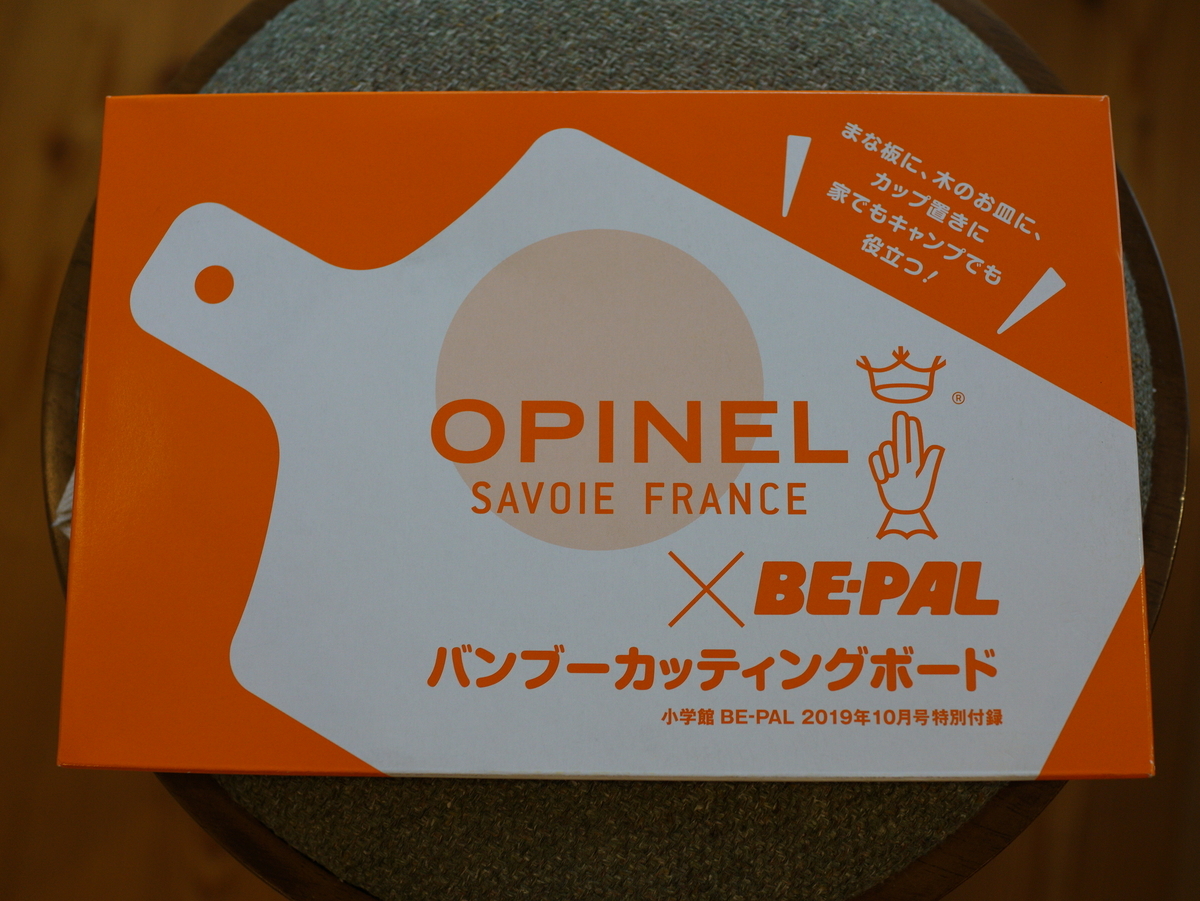 まな板に、木のお皿に、
カップ置きに
家でもキャンプでも
役立つ!
OPINEL
®
SAVOIE FRANCE
×BE-PAL
バンブーカッティングボード
小学館 BE-PAL 2019年10月号特別付録